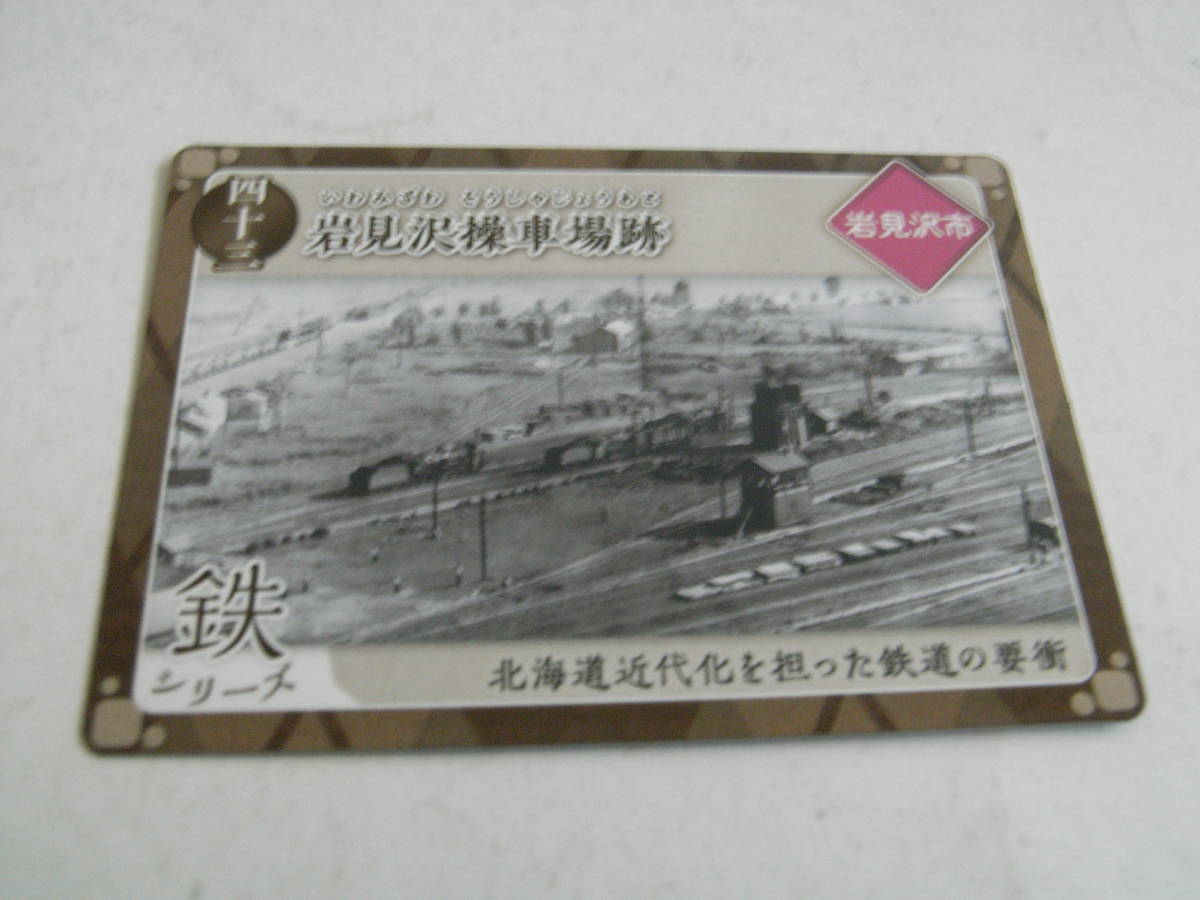 四十三
いわみざわ そうしゃじょうあと
岩見沢操車場跡
岩見沢市
鉄
シリーズ
北海道近代化を担った鉄道の要衝